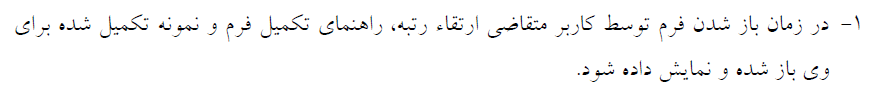 ۱- در زمان باز شدن فرم توسط کاربر متقاضی ارتقاء رتبه، راهنمای تکمیل فرم و نمونه تکمیل شده برای
وی باز شده و نمایش داده شود.